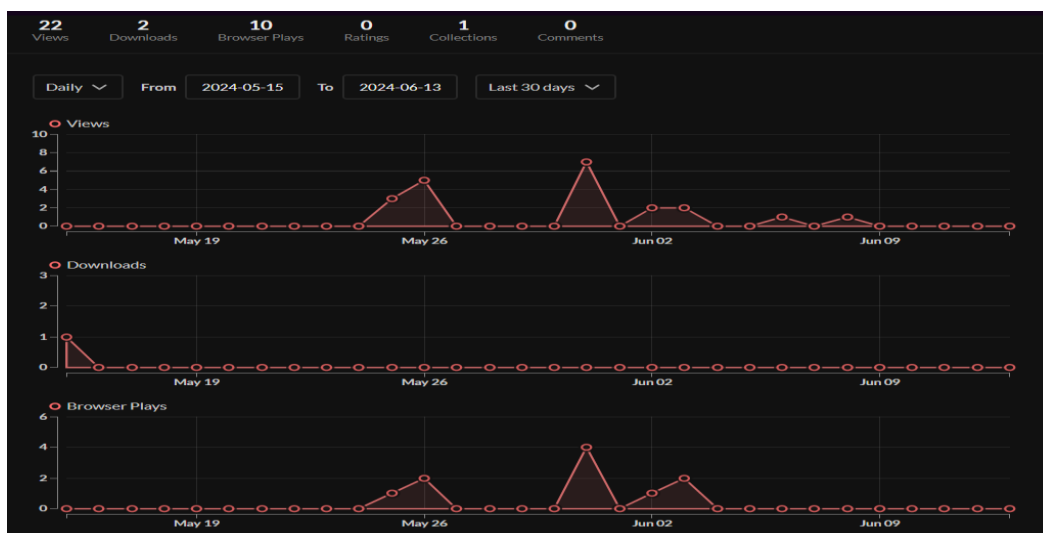 22 2 10 0 1 0
Views Downloads Browser Plays Ratings Collections Comments
Daily From 2024-05-15 To 2024-06-13 Last 30 days
Views
10
8
6
4
2
0
May 19 May 26 Jun 02 Jun 09
Downloads
3
2
1
0
May 19 May 26 Jun 02 Jun 09
Browser Plays
6
4
2
0
May 19 May 26 Jun 02 Jun 09